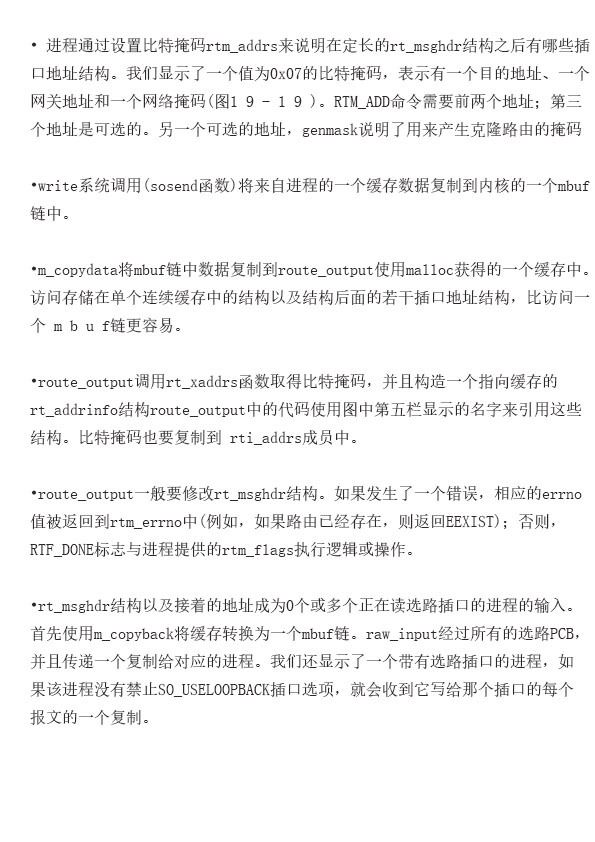 • 进程通过设置比特掩码rtm_addrs来说明在定长的rt_msghdr结构之后有哪些插
口地址结构。我们显示了一个值为0x07的比特掩码，表示有一个目的地址、一个
网关地址和一个网络掩码(图1 9 - 1 9 )。RTM_ADD命令需要前两个地址；第三
个地址是可选的。另一个可选的地址，genmask说明了用来产生克隆路由的掩码
•write系统调用(sosend函数)将来自进程的一个缓存数据复制到内核的一个mbuf
链中。
•m_copydata将mbuf链中数据复制到route_output使用malloc获得的一个缓存中。
访问存储在单个连续缓存中的结构以及结构后面的若干插口地址结构，比访问一
个 m b u f链更容易。
•route_output调用rt_xaddrs函数取得比特掩码，并且构造一个指向缓存的
rt_addrinfo结构route_output中的代码使用图中第五栏显示的名字来引用这些
结构。比特掩码也要复制到 rti_addrs成员中。
•route_output一般要修改rt_msghdr结构。如果发生了一个错误，相应的errno
值被返回到rtm_errno中(例如，如果路由已经存在，则返回EEXIST)；否则，
RTF_DONE标志与进程提供的rtm_flags执行逻辑或操作。
•rt_msghdr结构以及接着的地址成为0个或多个正在读选路插口的进程的输入。
首先使用m_copyback将缓存转换为一个mbuf链。raw_input经过所有的选路PCB，
并且传递一个复制给对应的进程。我们还显示了一个带有选路插口的进程，如
果该进程没有禁止SO_USELOOPBACK插口选项，就会收到它写给那个插口的每个
报文的一个复制。